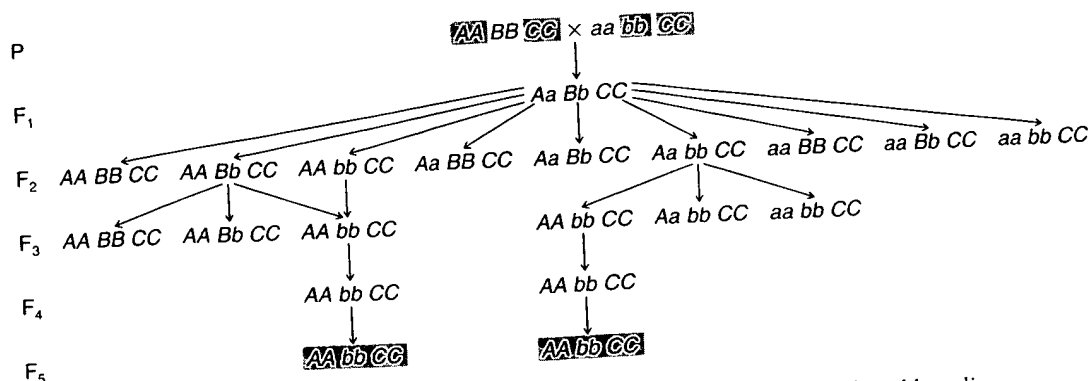 P AA BB CC × aa bb CC
F₁ Aa Bb CC
F₂ AA BB CC AA Bb CC AA bb CC Aa BB CC Aa Bb CC Aa bb CC aa BB CC aa Bb CC aa bb CC
F₃ AA BB CC AA Bb CC AA bb CC AA bb CC Aa bb CC aa bb CC
F₄ AA bb CC AA bb CC
F₅ AA bb CC AA bb CC